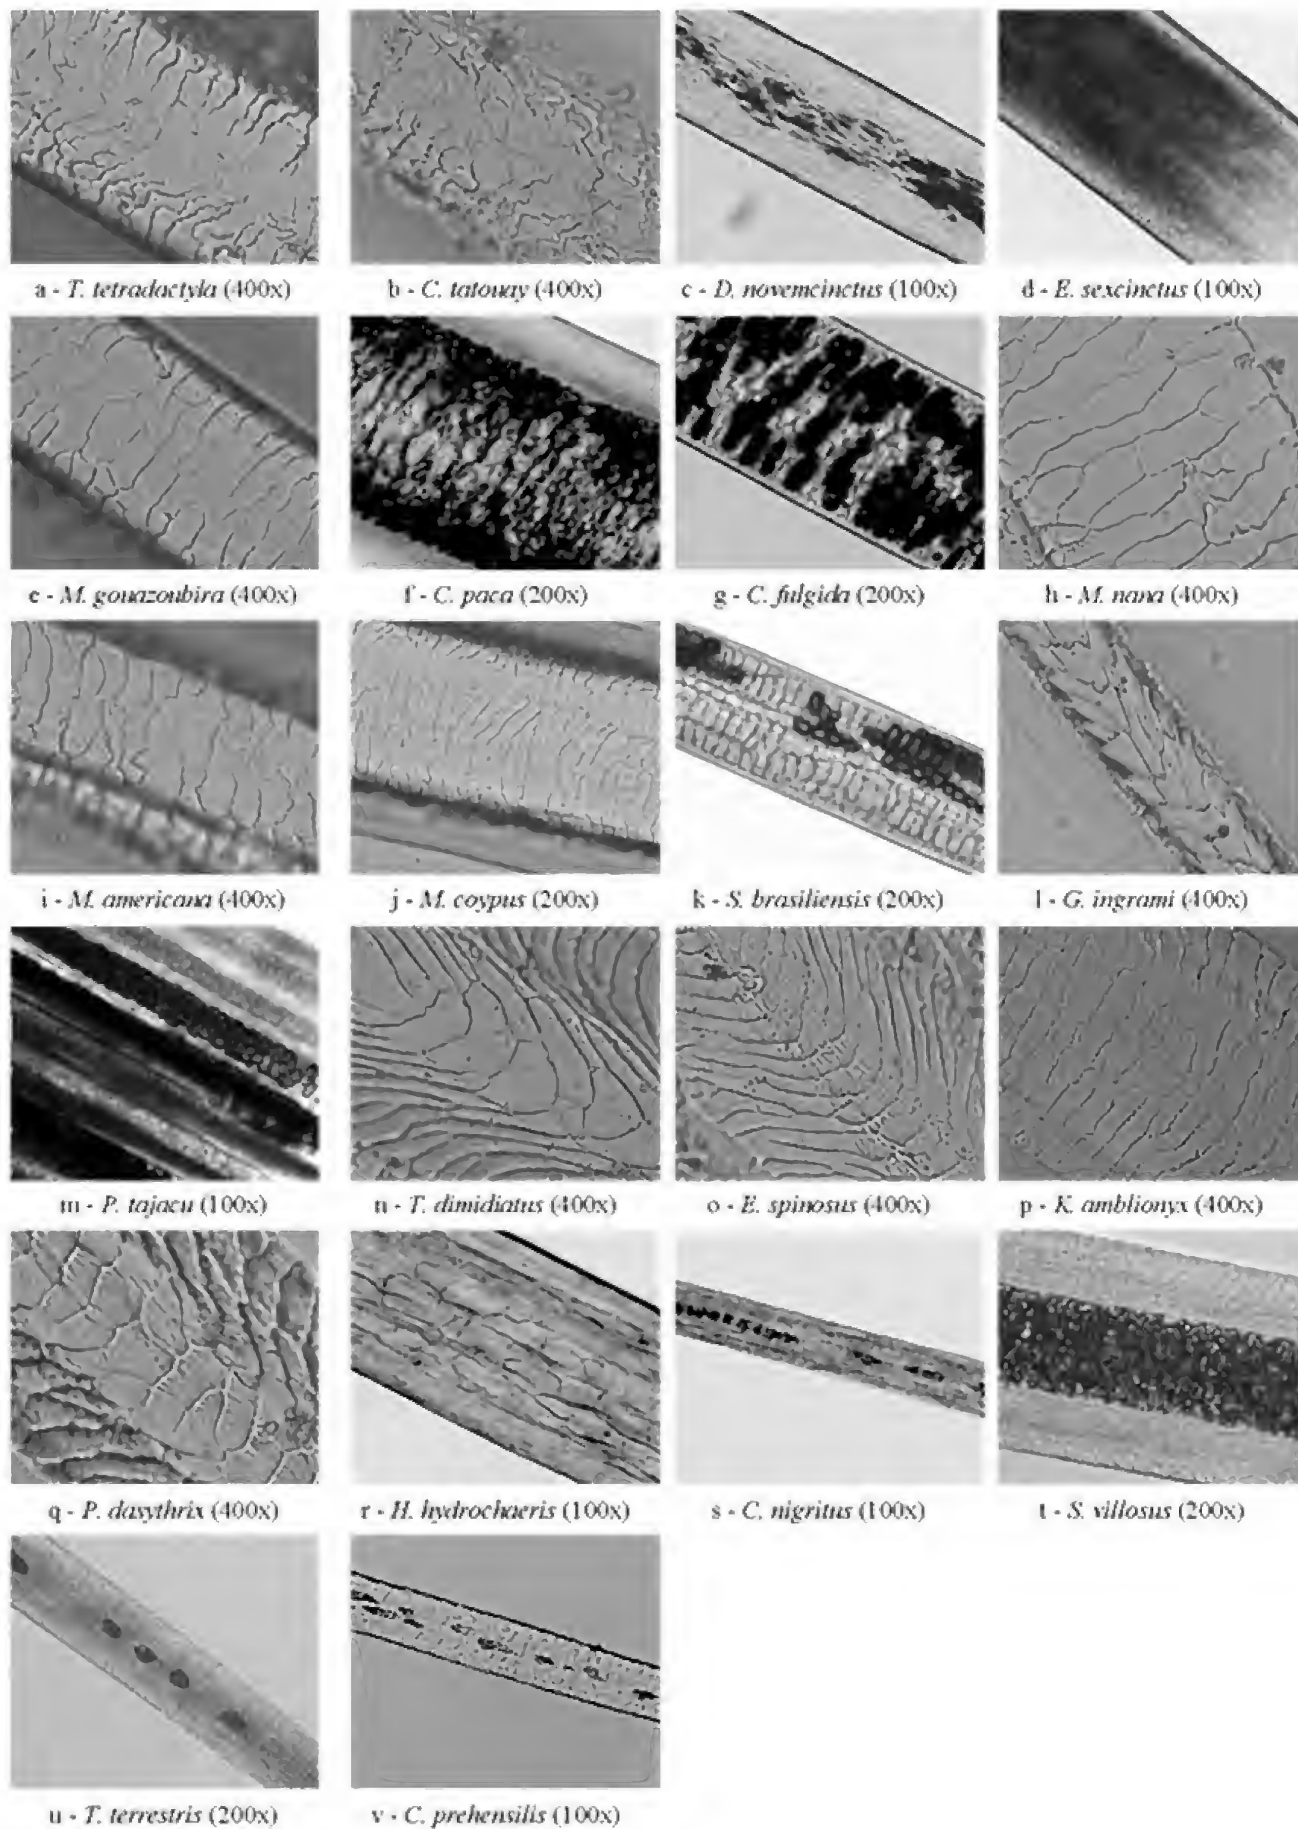 a - T. tetradactyla (400x)
b - C. tatouay (400x)
c - D. novemcinctus (100x)
d - E. sexcinctus (100x)
e - M. gouazoubira (400x)
f - C. paca (200x)
g - C. fulgida (200x)
h - M. nana (400x)
i - M. americana (400x)
j - M. coypus (200x)
k - S. brasiliensis (200x)
l - G. ingrami (400x)
m - P. tajacu (100x)
n - T. dimidiatus (400x)
o - E. spinosus (400x)
p - K. amblionyx (400x)
q - P. dasythrix (400x)
r - H. hydrochaeris (100x)
s - C. nigritus (100x)
t - S. villosus (200x)
u - T. terrestris (200x)
v - C. prehensilis (100x)